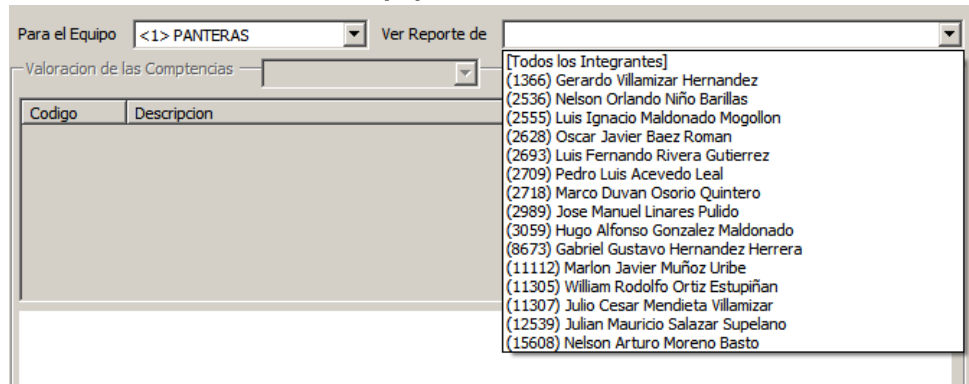 Para el Equipo <1> PANTERAS Ver Reporte de
Valoracion de las Comptencias
Codigo Descripcion
[Todos los Integrantes]
(1366) Gerardo Villamizar Hernandez
(2536) Nelson Orlando Niño Barillas
(2555) Luis Ignacio Maldonado Mogollon
(2628) Oscar Javier Baez Roman
(2693) Luis Fernando Rivera Gutierrez
(2709) Pedro Luis Acevedo Leal
(2718) Marco Duvan Osorio Quintero
(2989) Jose Manuel Linares Pulido
(3059) Hugo Alfonso Gonzalez Maldonado
(8673) Gabriel Gustavo Hernandez Herrera
(11112) Marlon Javier Muñoz Uribe
(11305) William Rodolfo Ortiz Estupiñan
(11307) Julio Cesar Mendieta Villamizar
(12539) Julian Mauricio Salazar Supelano
(15608) Nelson Arturo Moreno Basto